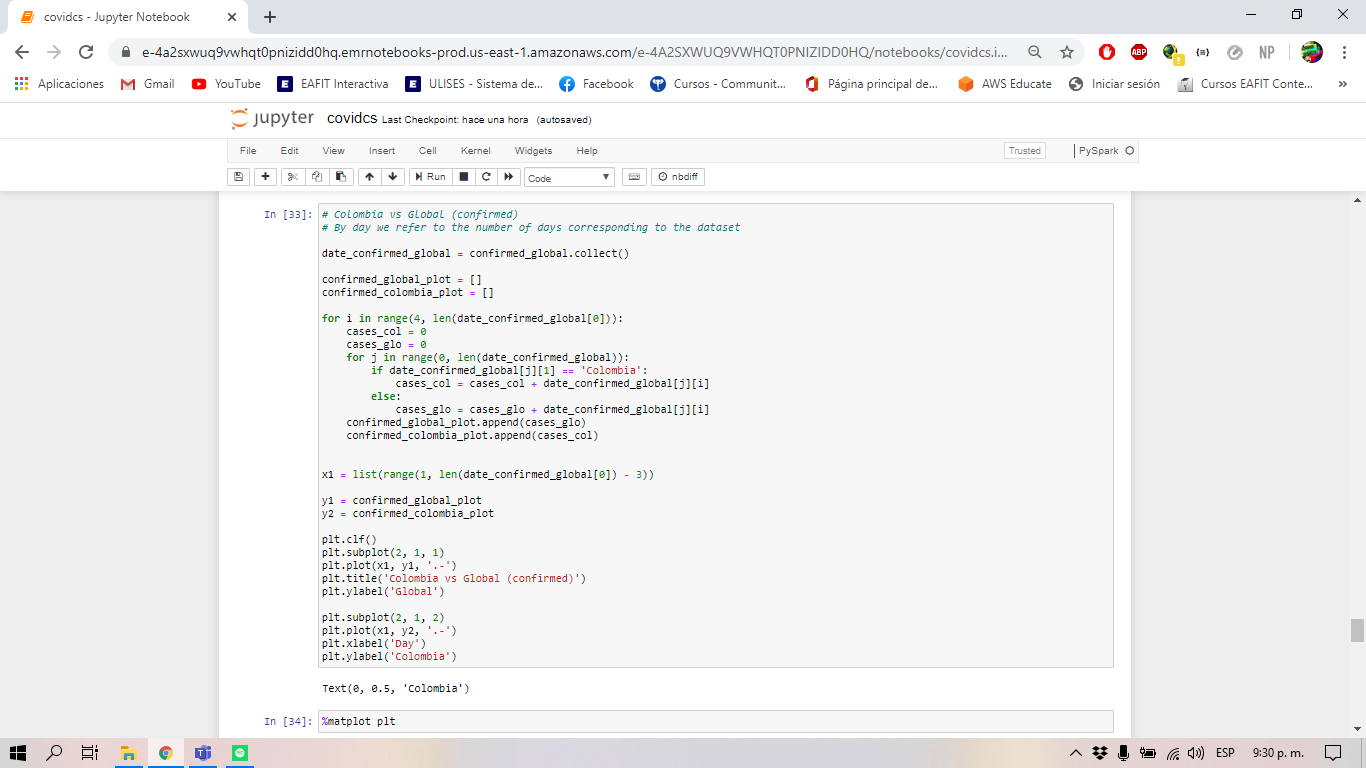 covidcs - Jupyter Notebook
e-4a2sxwuq9vwhqt0pnizidd0hq.emrnotebooks-prod.us-east-1.amazonaws.com/e-4A2SXWUQ9VWHQT0PNIZIDD0HQ/notebooks/covidcs.i...
ABP
NP
Aplicaciones
Gmail
YouTube
EAFIT Interactiva
ULISES - Sistema de...
Facebook
Cursos - Communit...
Página principal de...
AWS Educate
Iniciar sesión
Cursos EAFIT Conte...
jupyter covidcs Last Checkpoint: hace una hora (autosaved)
File Edit View Insert Cell Kernel Widgets Help Trusted PySpark
Run Code nbdiff
In [33]: # Colombia vs Global (confirmed)
# By day we refer to the number of days corresponding to the dataset
date_confirmed_global = confirmed_global.collect()
confirmed_global_plot = []
confirmed_colombia_plot = []
for i in range(4, len(date_confirmed_global[0])):
    cases_col = 0
    cases_glo = 0
    for j in range(0, len(date_confirmed_global)):
        if date_confirmed_global[j][1] == 'Colombia':
            cases_col = cases_col + date_confirmed_global[j][i]
        else:
            cases_glo = cases_glo + date_confirmed_global[j][i]
    confirmed_global_plot.append(cases_glo)
    confirmed_colombia_plot.append(cases_col)
x1 = list(range(1, len(date_confirmed_global[0]) - 3))
y1 = confirmed_global_plot
y2 = confirmed_colombia_plot
plt.clf()
plt.subplot(2, 1, 1)
plt.plot(x1, y1, '.-')
plt.title('Colombia vs Global (confirmed)')
plt.ylabel('Global')
plt.subplot(2, 1, 2)
plt.plot(x1, y2, '.-')
plt.xlabel('Day')
plt.ylabel('Colombia')
Text(0, 0.5, 'Colombia')
In [34]: %matplot plt
ESP 9:30 p. m.